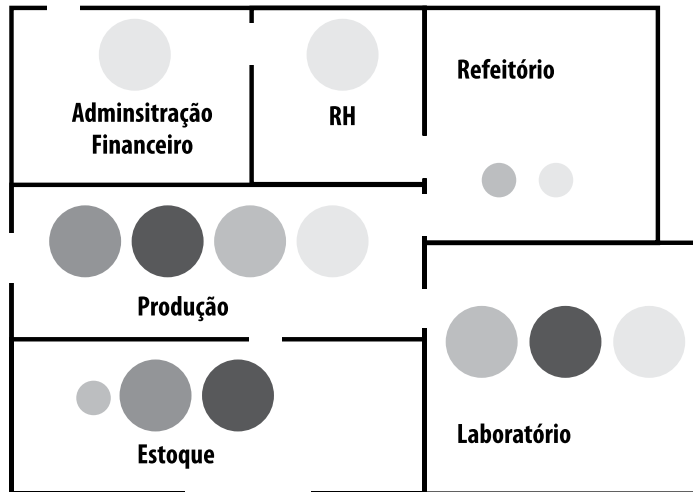 Adminsitração
Financeiro
RH
Refeitório
Produção
Estoque
Laboratório